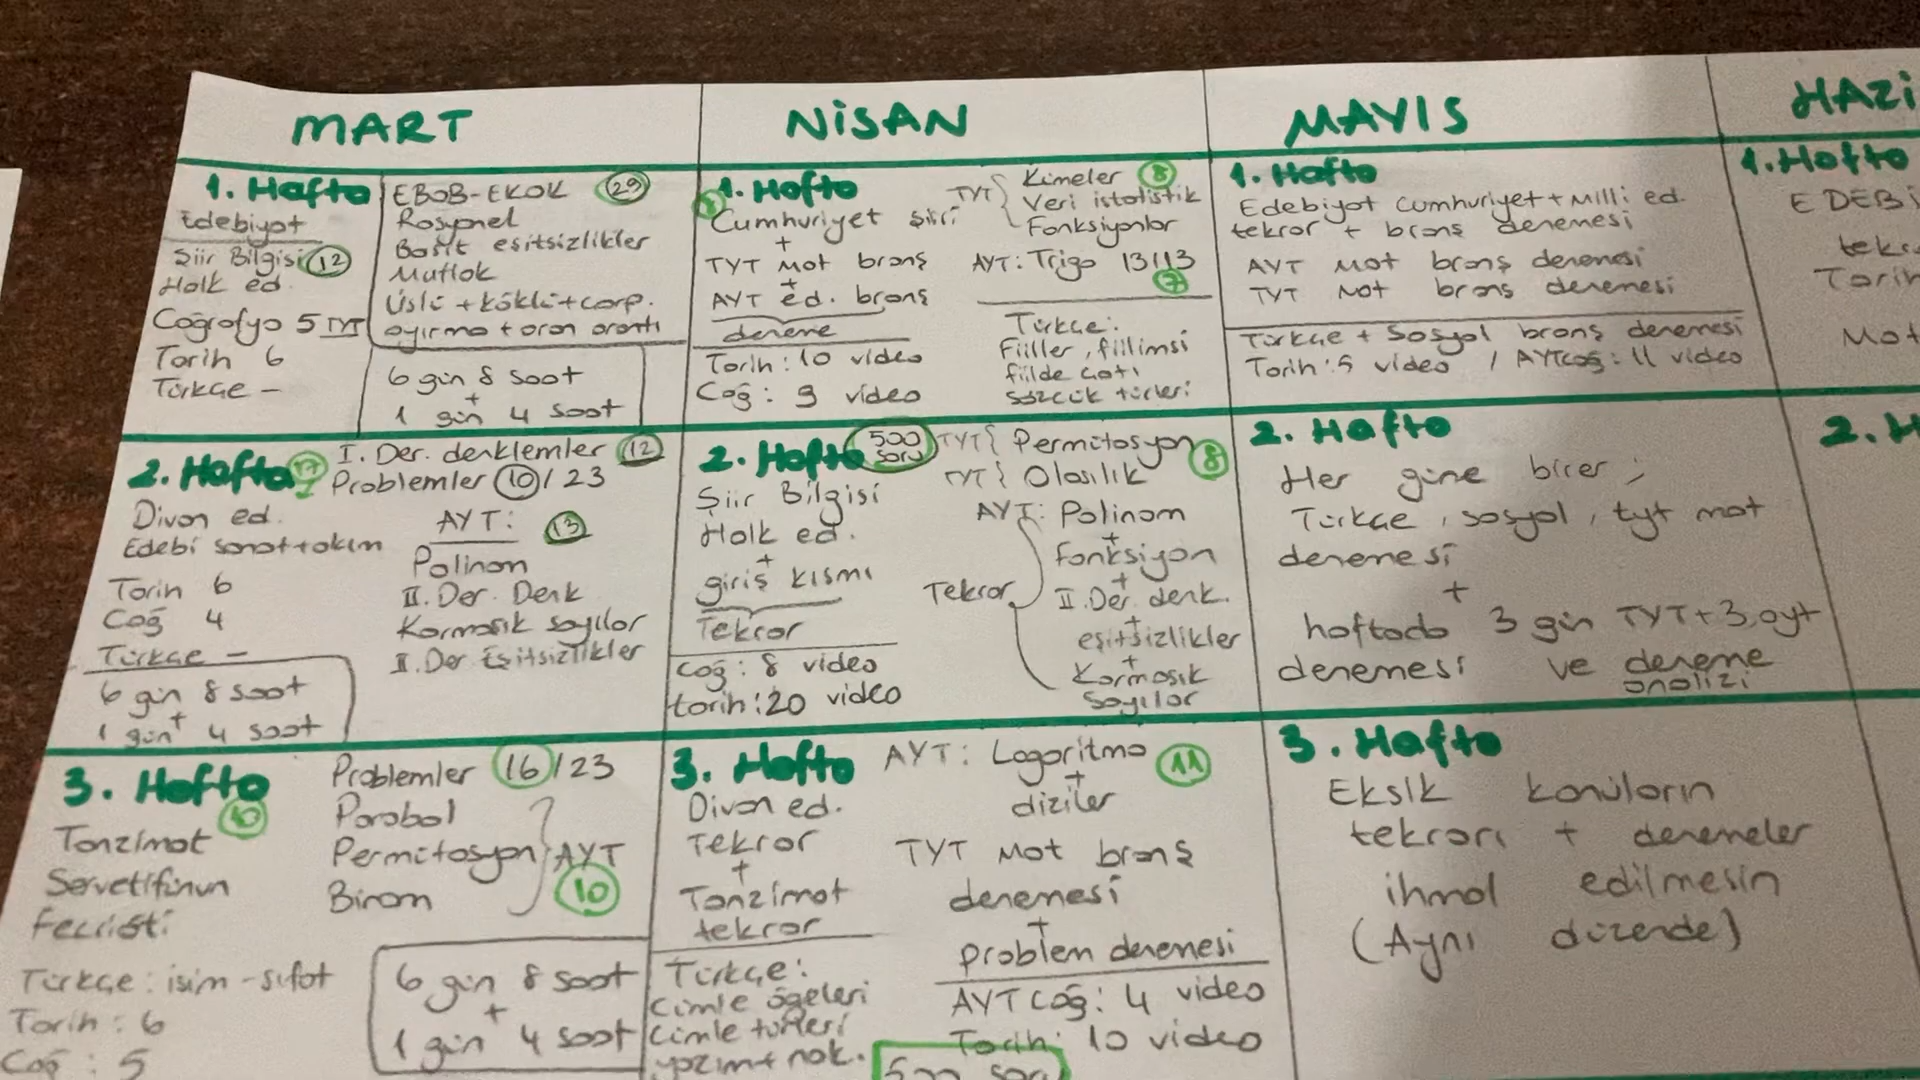 MART
1. Hafta
Edebiyat
Şiir Bilgisi 12
Halk ed.
Coğrafya 5 TYT
Tarih 6
Türkçe -
EBOB-EKOK 29
Rasyonel
Basit eşitsizlikler
Mutlak
Üslü + köklü + çarp.
ayırma + oran orantı
6 gün 8 saat
+
1 gün 4 saat
2. Hafta 17
Divan ed.
Edebi sanat + akım
Tarih 6
Coğ 4
Türkçe -
6 gün 8 saat
+
1 gün 4 saat
I. Der. denklemler 12
Problemler 10/23
AYT: 13
Polinom
II. Der. Denk
Karmaşık sayılar
II. Der Eşitsizlikler
3. Hafta 10
Tanzimat
Servetifünun
Fecriati
Türkçe: isim-sıfat
Tarih: 6
Coğ: 5
Problemler 16/23
Parabol
Permütasyon
Binom
AYT
10
6 gün 8 saat
+
1 gün 4 saat
NİSAN
1. Hafta
Cumhuriyet şiiri
+
TYT Mat branş
+
AYT ed. branş
deneme
Tarih: 10 video
Coğ: 9 video
TYT
Kümeler 8
Veri istatistik
Fonksiyonlar
AYT: Trigo 13/13
7
Türkçe:
Fiiller, fiilimsi
fiilde çatı
sözcük türleri
2. Hafta 500 soru
Şiir Bilgisi
Halk ed.
+
giriş kısmı
Tekrar
Coğ: 8 video
tarih: 20 video
TYT{ Permütasyon
TYT{ Olasılık 8
AYT: Polinom
+
Fonksiyon
+
II. Der. denk.
+
eşitsizlikler
+
Karmaşık
Sayılar
Tekrar
3. Hafta
Divan ed.
Tekrar
+
Tanzimat
tekrar
Türkçe:
Cümle ögeleri
Cümle türleri
yazım + nok.
AYT: Logaritma 11
+
diziler
TYT Mat branş
denemesi
+
problem denemesi
AYT Coğ: 4 video
Tarih: 10 video
500 soru
MAYIS
1. Hafta
Edebiyat Cumhuriyet + Milli ed.
tekrar + branş denemesi
AYT Mat branş denemesi
TYT Mat branş denemesi
Türkçe + Sosyal branş denemesi
Tarih: 5 video / AYT Coğ: 11 video
2. Hafta
Her güne birer;
Türkçe, sosyal, tyt mat
denemesi
+
haftada 3 gün TYT + 3 ayt
denemesi ve deneme
analizi
3. Hafta
Eksik konuların
tekrarı + denemeler
ihmal edilmesin
(Aynı düzende)
HAZİ
1. Hafta
EDEBİ
tekr
Tarih
Mat
2. H